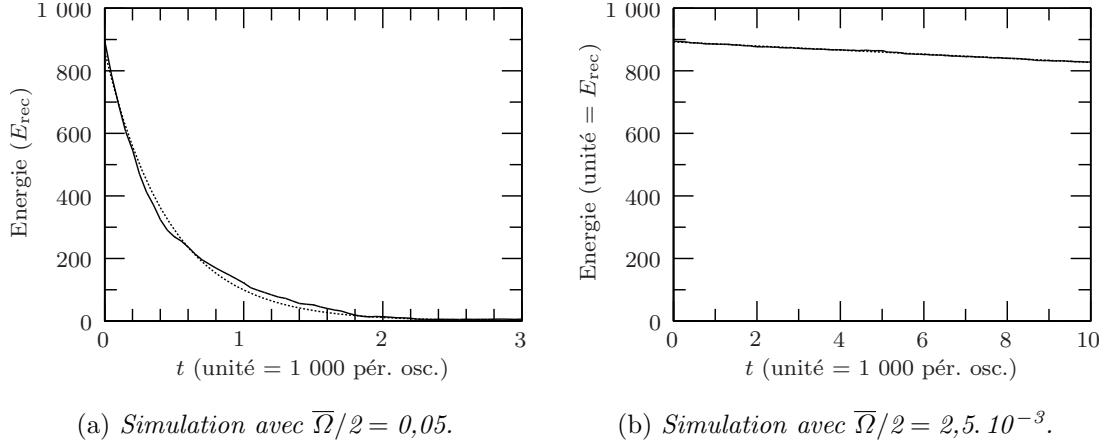 1 000
800
600
400
200
0
Energie (E_rec)
0 1 2 3
t (unité = 1 000 pér. osc.)
(a) Simulation avec Ω̅/2 = 0,05.
1 000
800
600
400
200
0
Energie (unité = E_rec)
0 2 4 6 8 10
t (unité = 1 000 pér. osc.)
(b) Simulation avec Ω̅/2 = 2,5. 10⁻³.